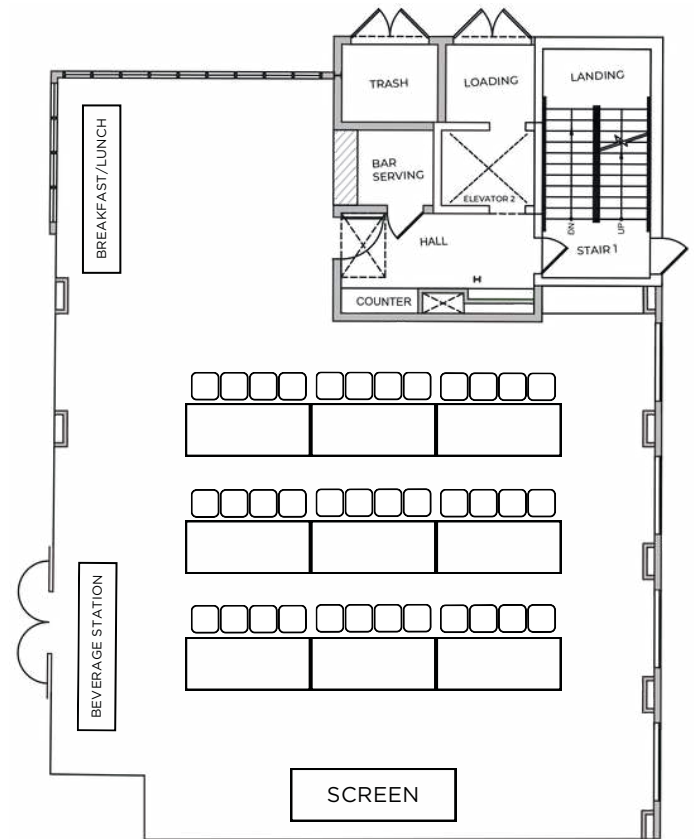 TRASH
LOADING
LANDING
BREAKFAST/LUNCH
BAR
SERVING
ELEVATOR 2
DN
UP
HALL
STAIR 1
COUNTER
BEVERAGE STATION
SCREEN